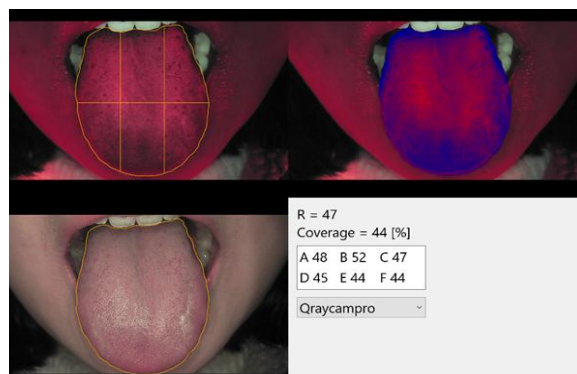 R = 47
Coverage = 44 [%]
A 48 B 52 C 47
D 45 E 44 F 44
Qraycampro